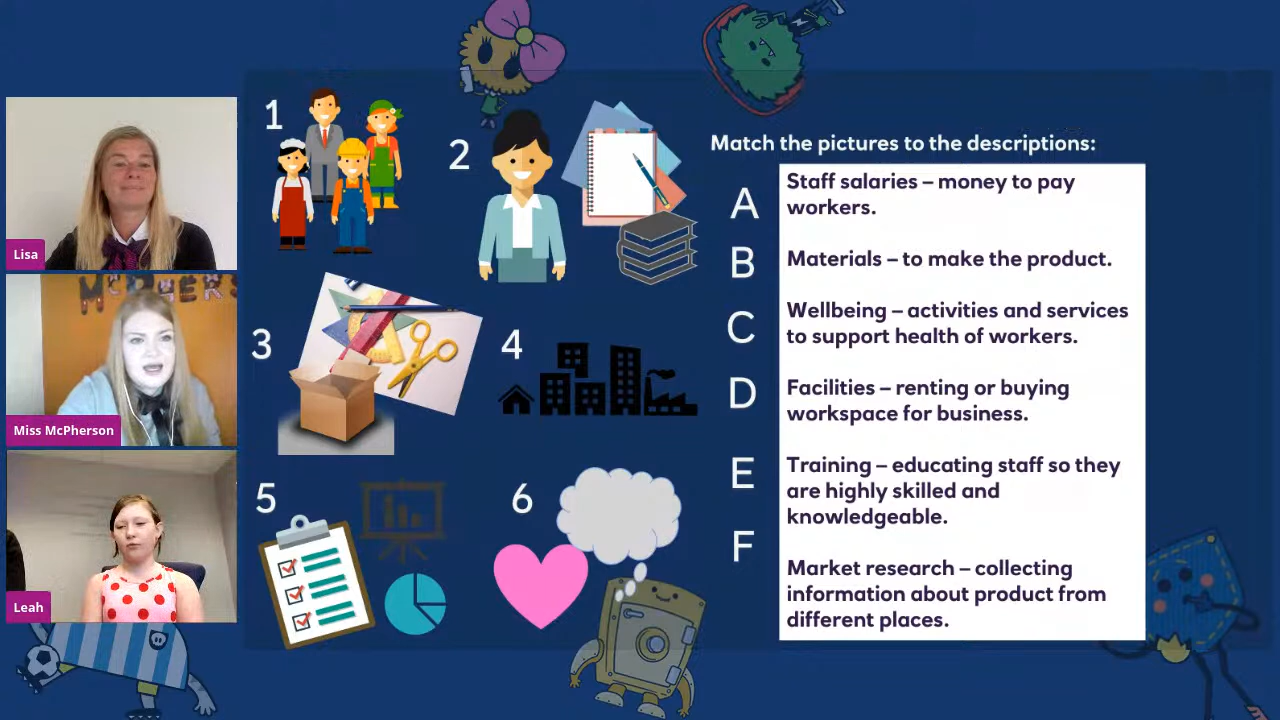 Lisa
McPHER
Miss McPherson
Leah
1
2
3
4
5
6
Match the pictures to the descriptions:
A
B
C
D
E
F
Staff salaries – money to pay
workers.
Materials – to make the product.
Wellbeing – activities and services
to support health of workers.
Facilities – renting or buying
workspace for business.
Training – educating staff so they
are highly skilled and
knowledgeable.
Market research – collecting
information about product from
different places.